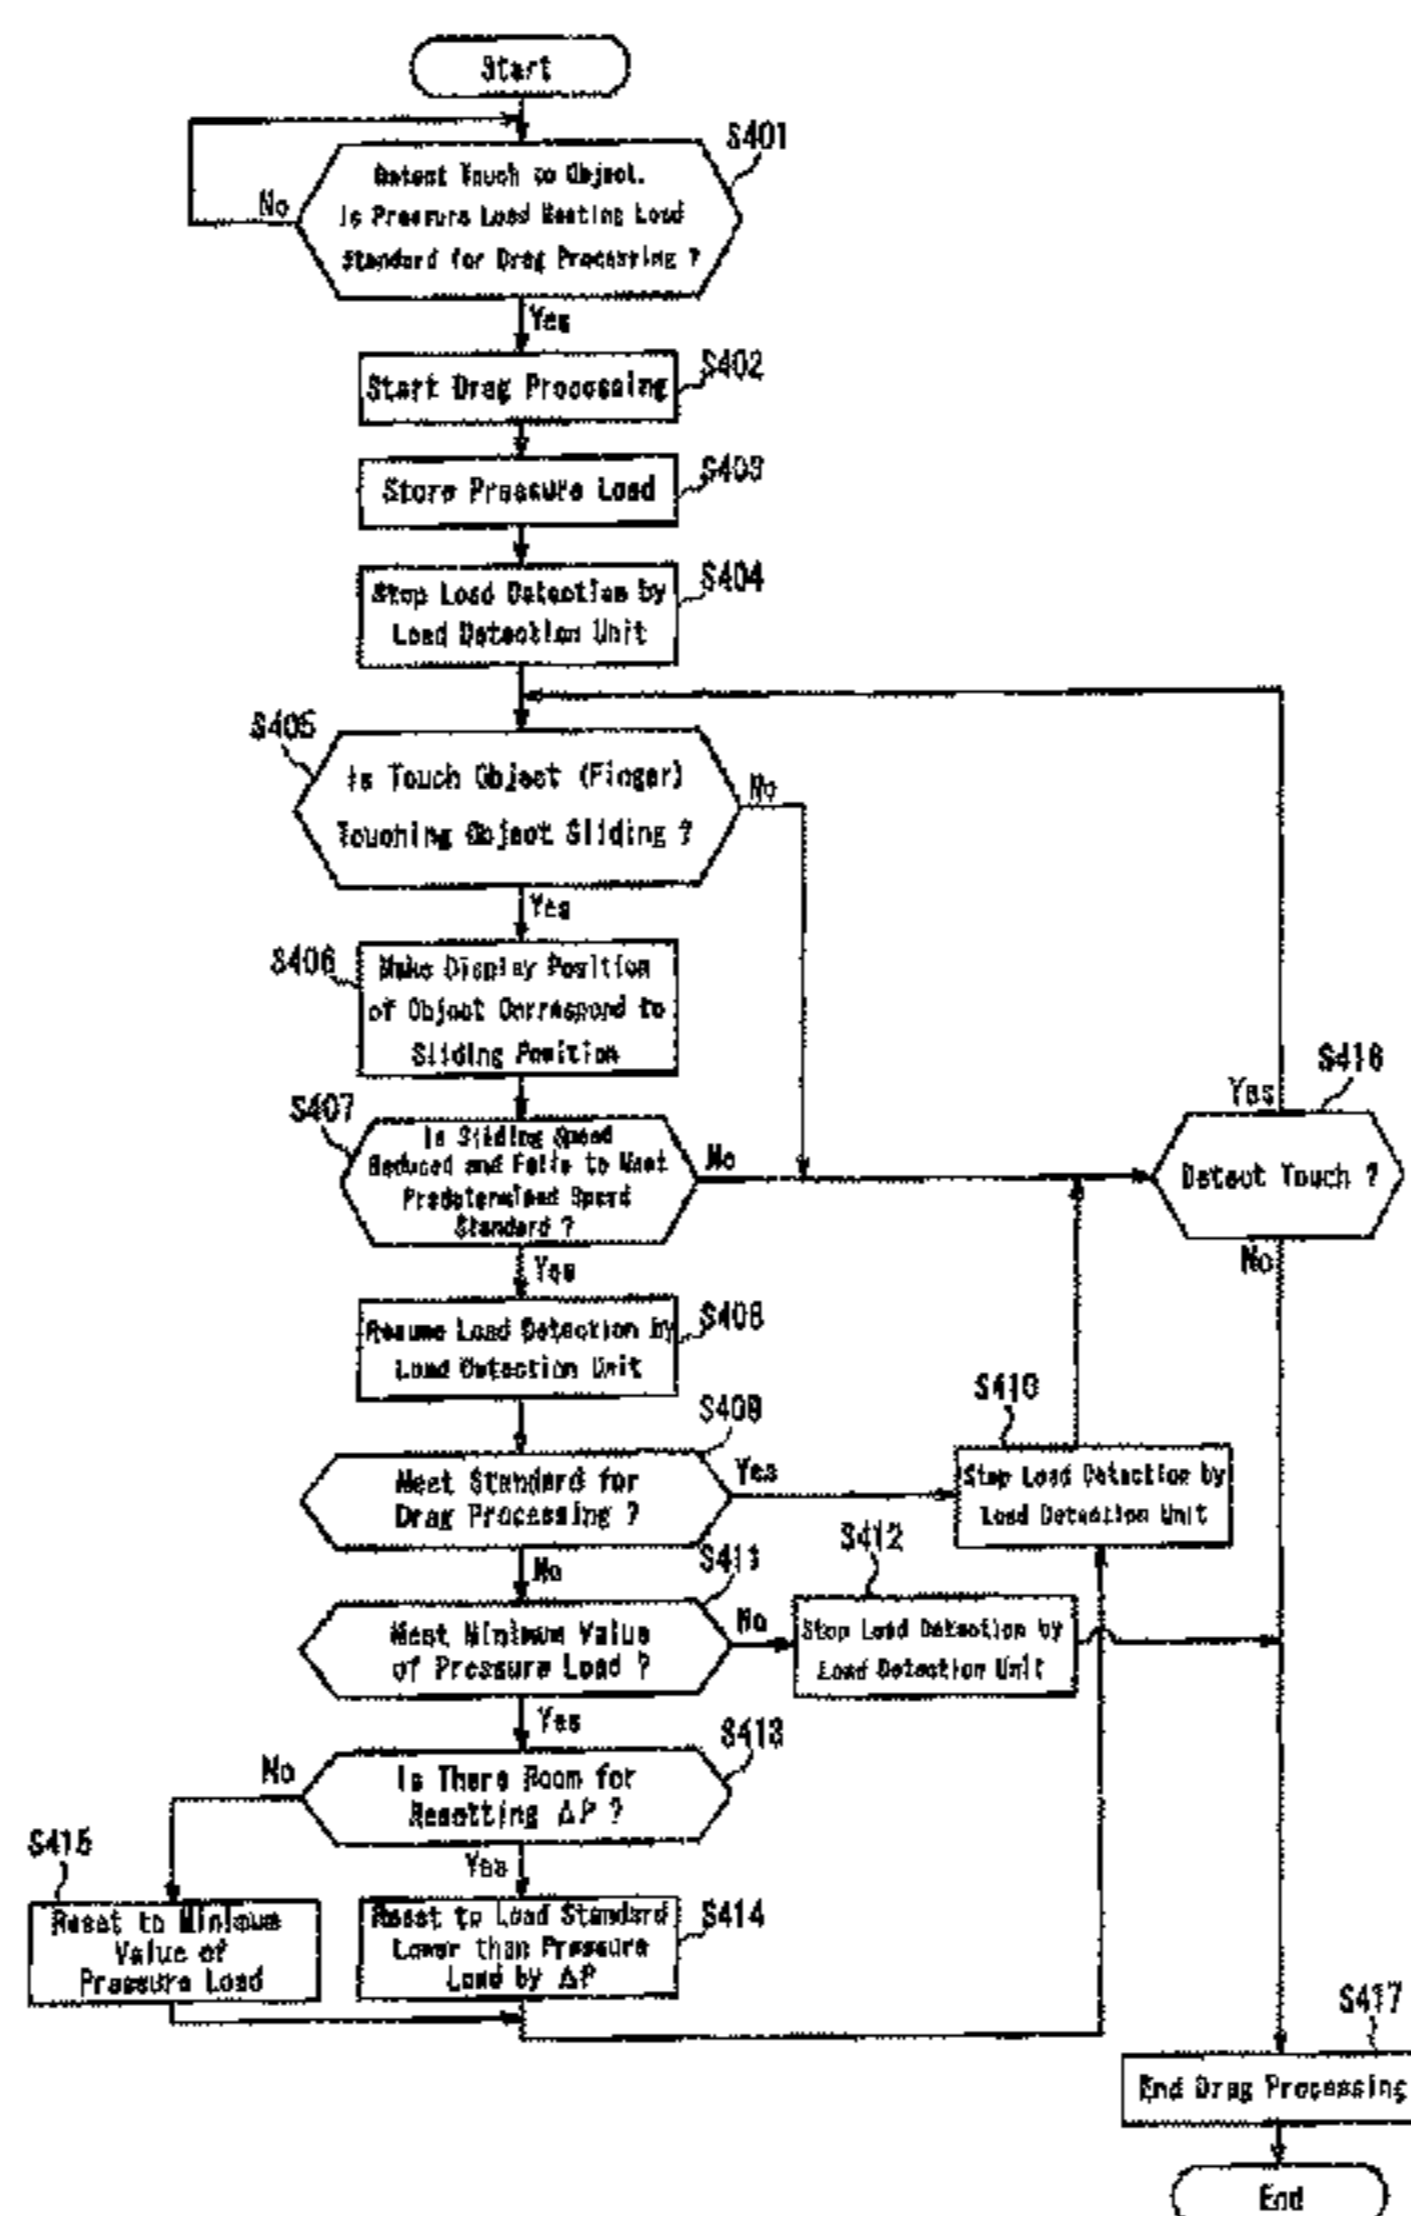 Start
S401
Detect Touch to Object.
Is Pressure Load Meeting Load
Standard for Drag Processing ?
No
Yes
S402
Start Drag Processing
S403
Store Pressure Load
S404
Stop Load Detection by
Load Detection Unit
S405
Is Touch Object (Finger)
Touching Object Sliding ?
No
Yes
S406
Make Display Position
of Object Correspond to
Sliding Position
S407
Is Sliding Speed
Reduced and Fails to Meet
Predetermined Speed
Standard ?
No
Yes
S416
Detect Touch ?
Yes
No
S408
Resume Load Detection by
Load Detection Unit
S409
Meet Standard for
Drag Processing ?
Yes
No
S410
Stop Load Detection by
Load Detection Unit
S411
Meet Minimum Value
of Pressure Load ?
No
Yes
S412
Stop Load Detection by
Load Detection Unit
S413
Is There Room for
Resetting ΔP ?
No
Yes
S415
Reset to Minimum
Value of
Pressure Load
S414
Reset to Load Standard
Lower than Pressure
Load by ΔP
S417
End Drag Processing
End